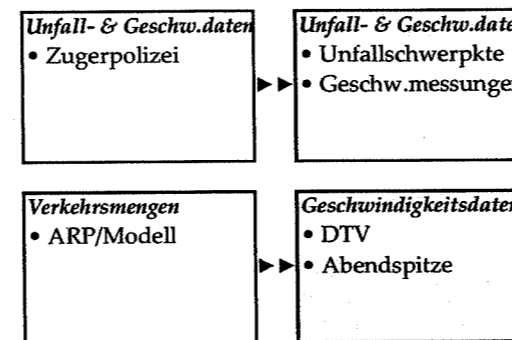 Unfall- & Geschw.daten
• Zugerpolizei
Unfall- & Geschw.date
• Unfallschwerpkte
• Geschw.messunge
Verkehrsmengen
• ARP/Modell
Geschwindigkeitsdaten
• DTV
• Abendspitze